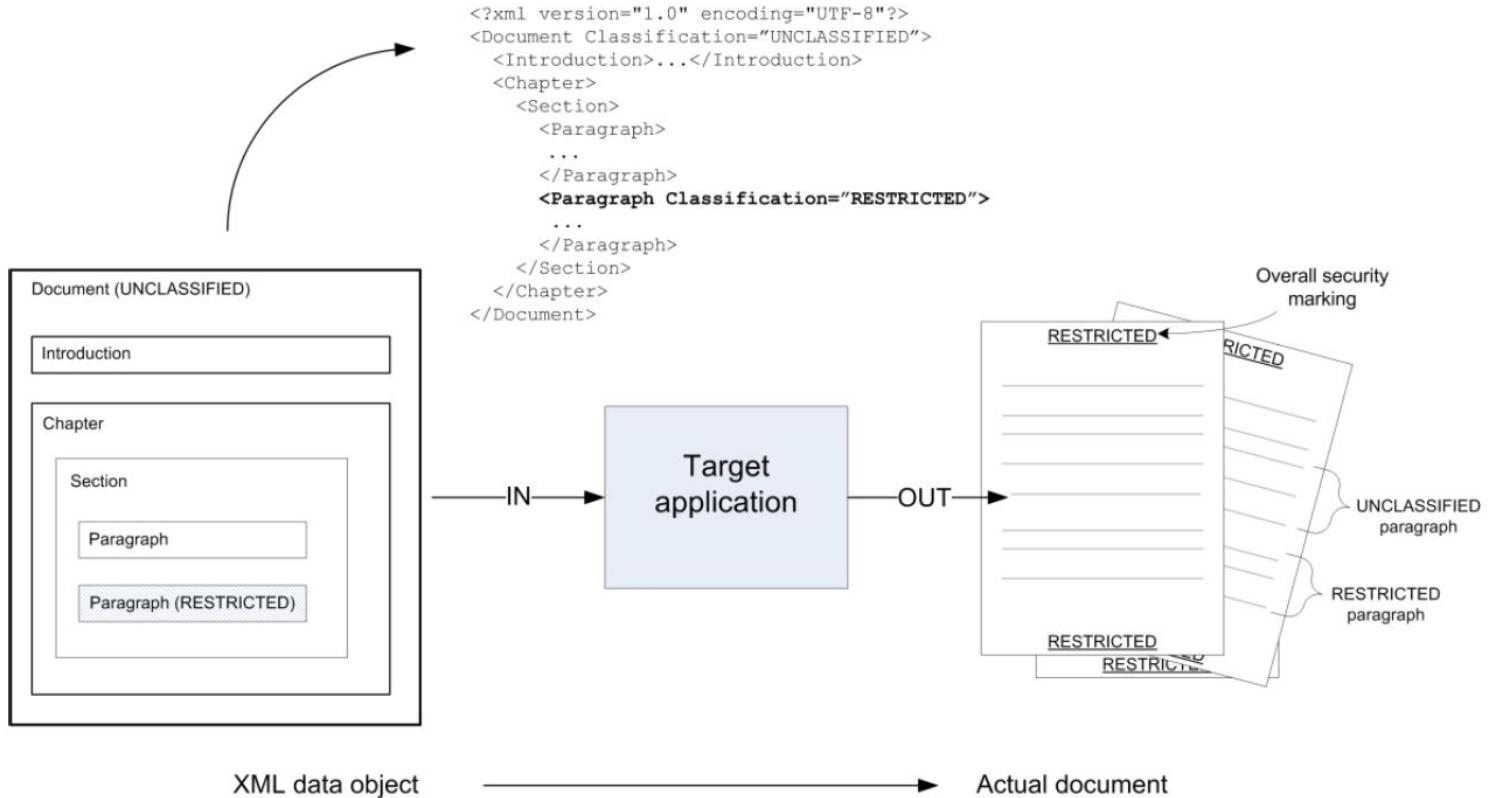 <?xml version="1.0" encoding="UTF-8"?>
<Document Classification=”UNCLASSIFIED”>
<Introduction>...</Introduction>
<Chapter>
<Section>
<Paragraph>
...
</Paragraph>
<Paragraph Classification=”RESTRICTED”>
...
</Paragraph>
</Section>
</Chapter>
</Document>
Document (UNCLASSIFIED)
Introduction
Chapter
Section
Paragraph
Paragraph (RESTRICTED)
IN
Target
application
OUT
Overall security
marking
RESTRICTED
RICTED
UNCLASSIFIED
paragraph
RESTRICTED
paragraph
RESTRICTED
XML data object
Actual document